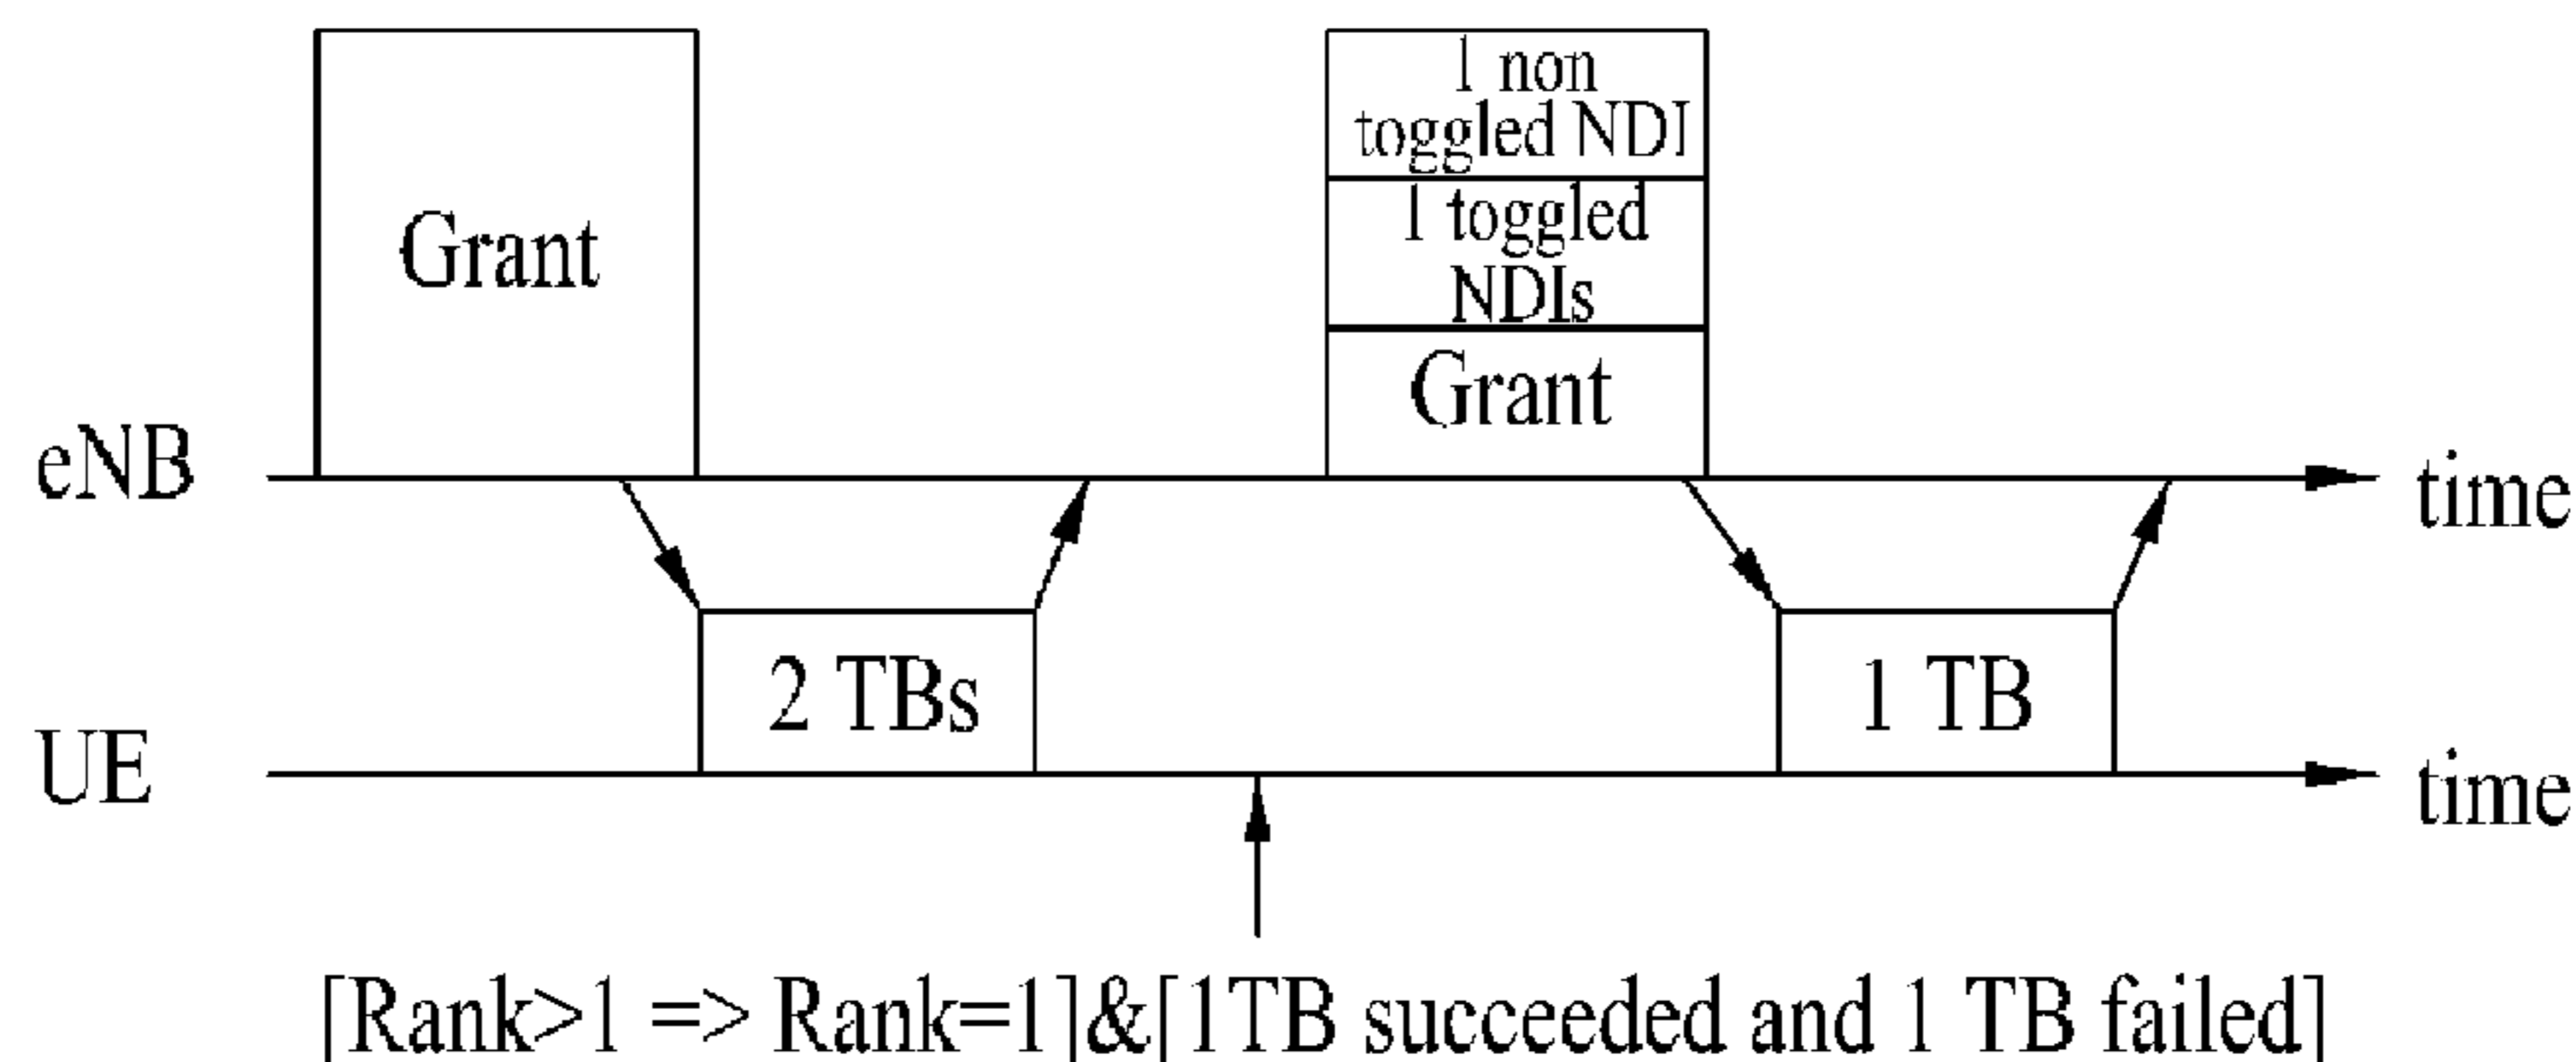 1 non
toggled NDI
1 toggled
NDIs
Grant
Grant
eNB
time
2 TBs
1 TB
UE
time
[Rank>1 => Rank=1]&[1TB succeeded and 1 TB failed]